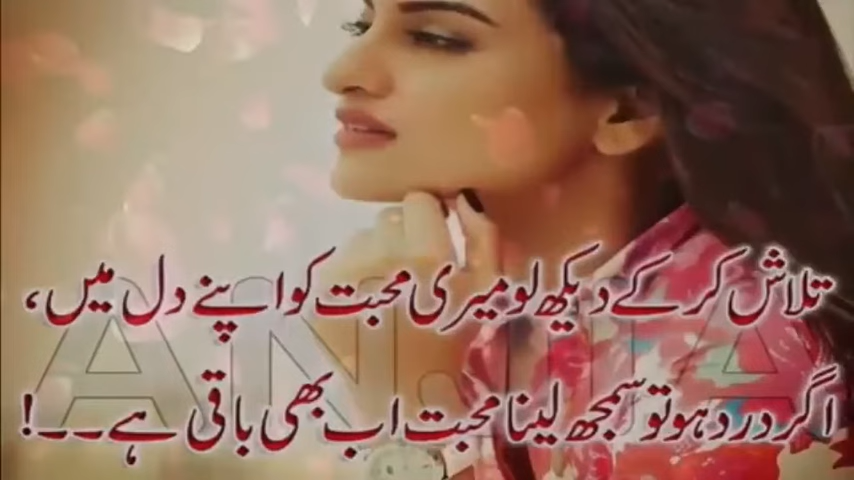 تلاش کر کے دیکھ لو میری محبت کو اپنے دل میں،
اگر درد ہو تو سمجھ لینا محبت اب بھی باقی ہے۔۔۔!